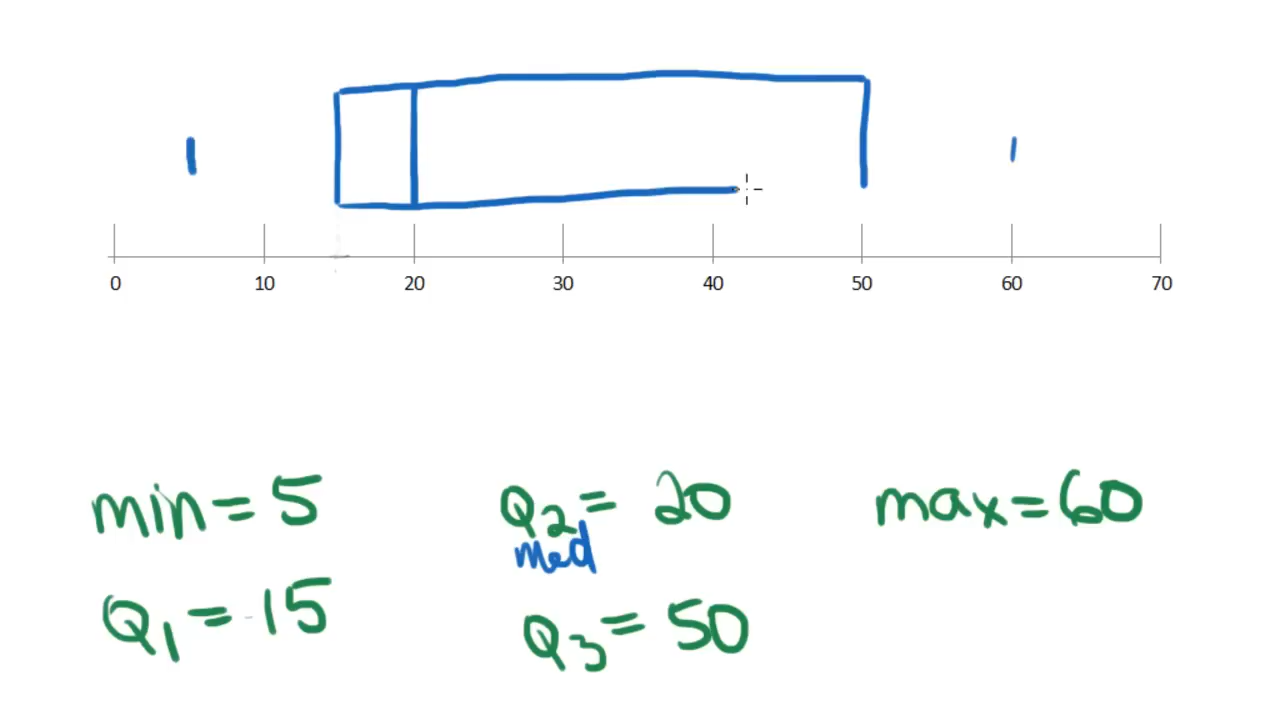 0 10 20 30 40 50 60 70
min = 5 Q2 = 20 max = 60
med
Q1 = 15 Q3 = 50